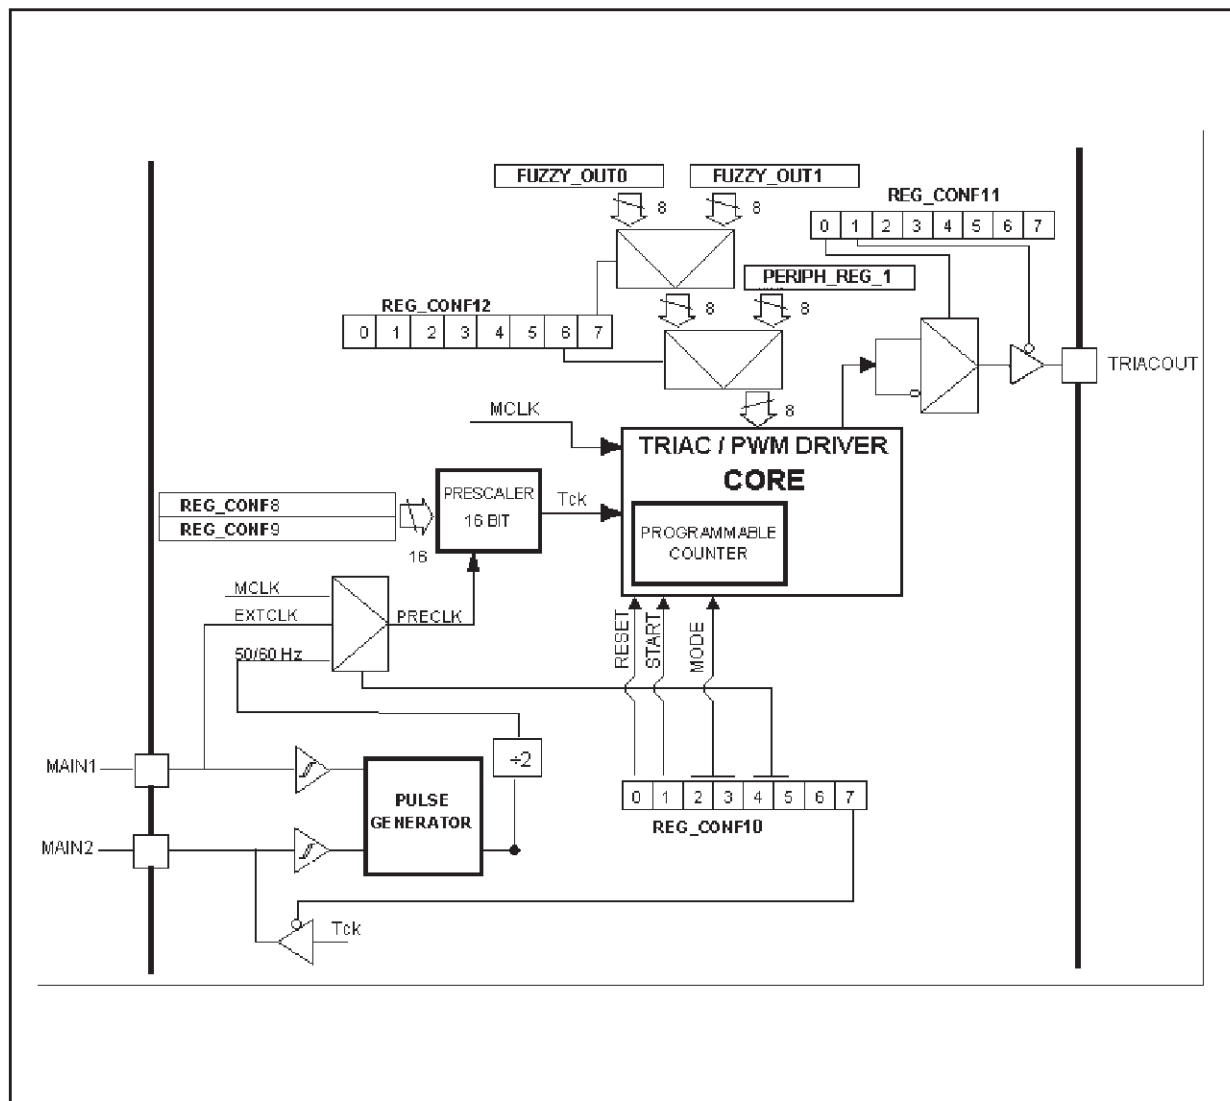 FUZZY_OUT0 FUZZY_OUT1
8 8
REG_CONF11
0 1 2 3 4 5 6 7
PERIPH_REG_1
REG_CONF12
0 1 2 3 4 5 6 7
8 8
TRIACOUT
MCLK
8
TRIAC / PWM DRIVER
CORE
PRESCALER
16 BIT
Tck
REG_CONF8
REG_CONF9
16
PROGRAMMABLE
COUNTER
MCLK
EXTCLK
PRECLK
50/60 Hz
RESET
START
MODE
÷2
MAIN1
PULSE
GENERATOR
0 1 2 3 4 5 6 7
REG_CONF10
MAIN2
Tck